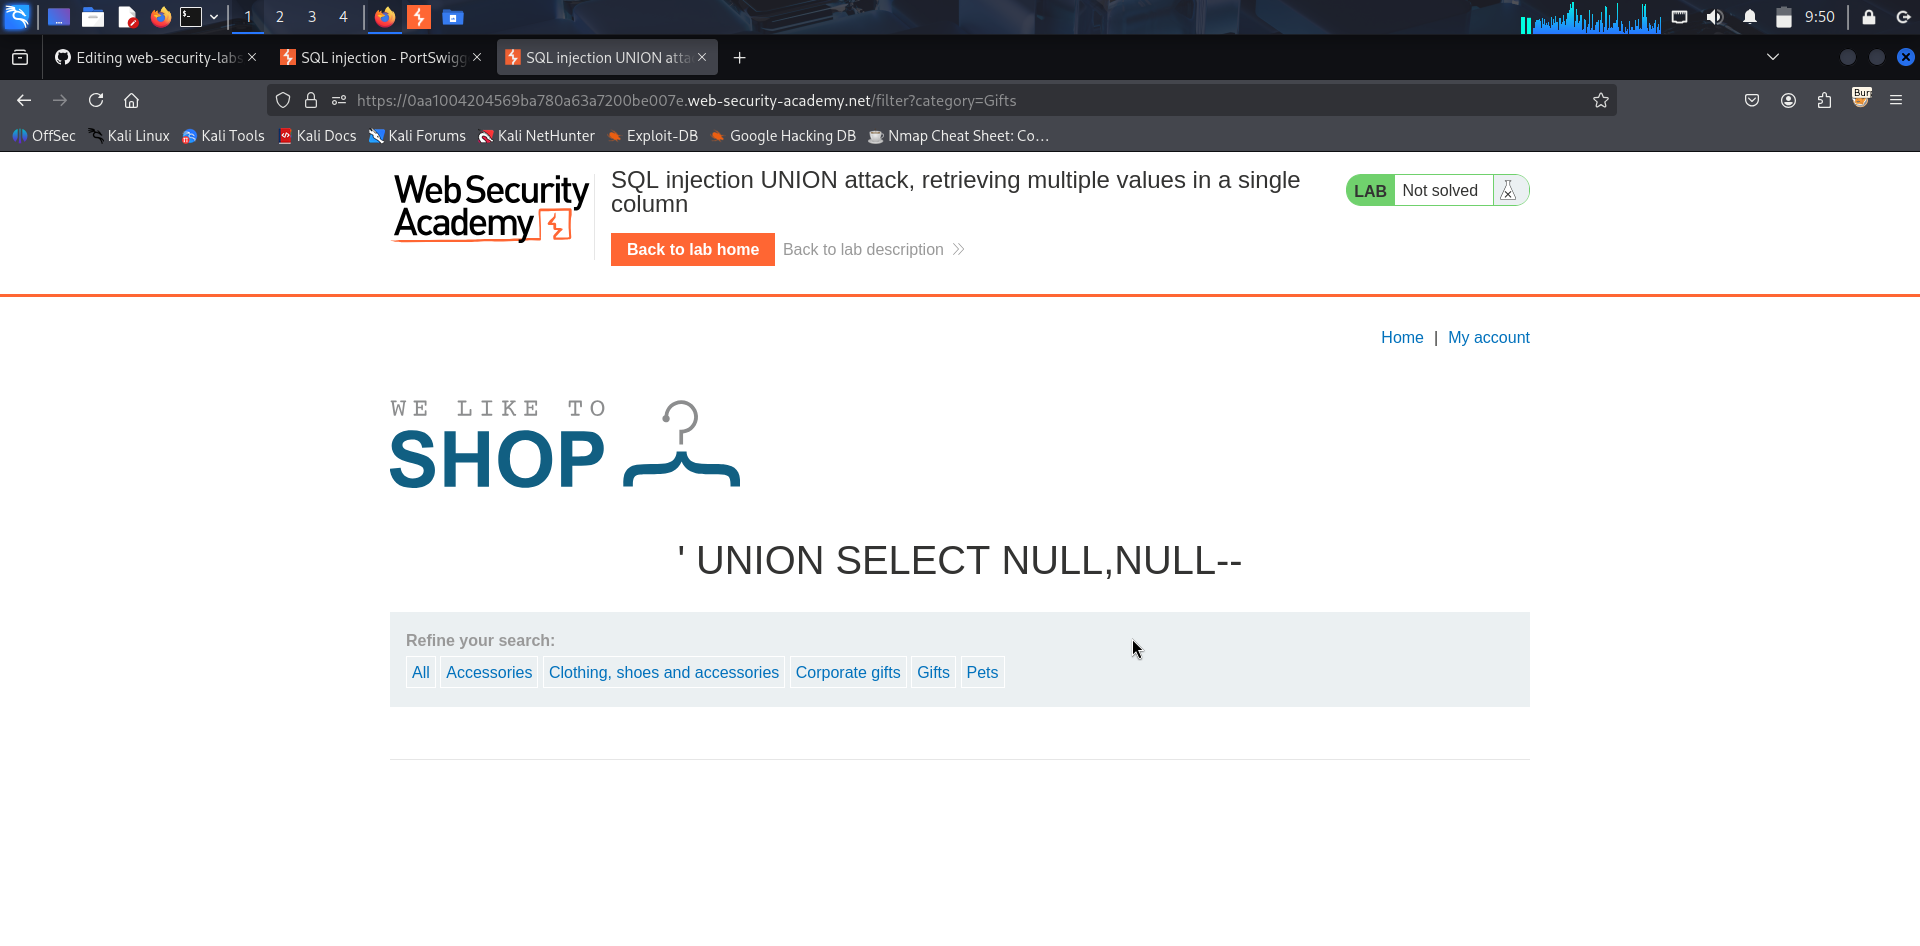 1 2 3 4 9:50
Editing web-security-labs SQL injection - PortSwigg SQL injection UNION atta
https://0aa1004204569ba780a63a7200be007e.web-security-academy.net/filter?category=Gifts
OffSec Kali Linux Kali Tools Kali Docs Kali Forums Kali NetHunter Exploit-DB Google Hacking DB Nmap Cheat Sheet: Co…
WebSecurity
Academy
SQL injection UNION attack, retrieving multiple values in a single
column
LAB Not solved
Back to lab home Back to lab description
Home | My account
WE LIKE TO
SHOP
' UNION SELECT NULL,NULL--
Refine your search:
All Accessories Clothing, shoes and accessories Corporate gifts Gifts Pets